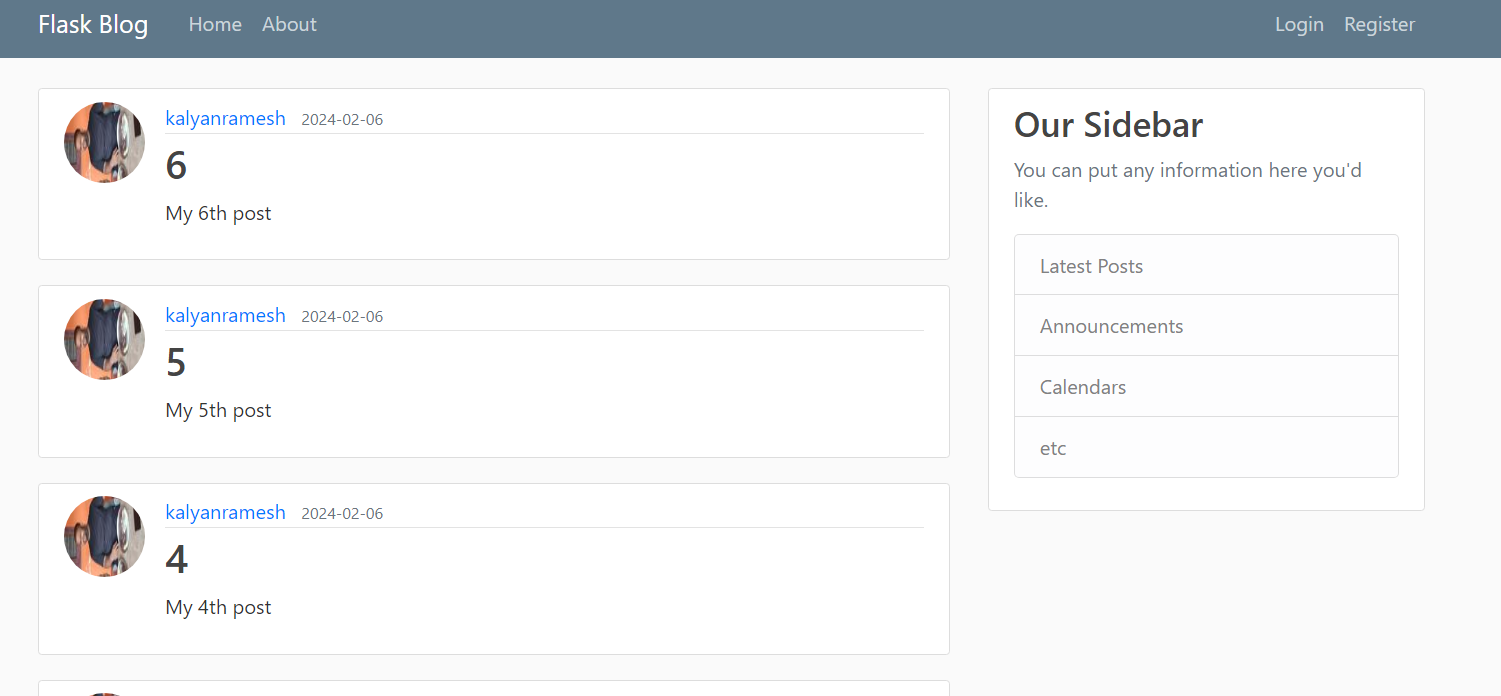 Flask Blog Home About Login Register
kalyanramesh 2024-02-06
6
My 6th post
kalyanramesh 2024-02-06
5
My 5th post
kalyanramesh 2024-02-06
4
My 4th post
Our Sidebar
You can put any information here you'd
like.
Latest Posts
Announcements
Calendars
etc